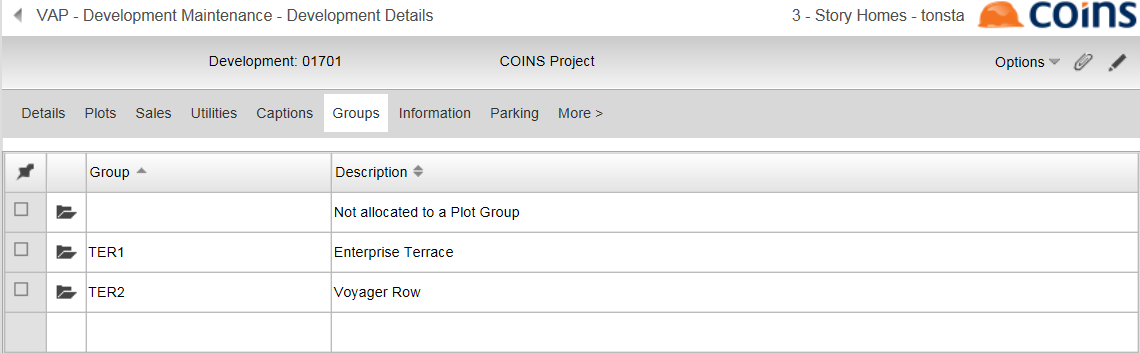 VAP - Development Maintenance - Development Details 3 - Story Homes - tonsta coins
Development: 01701 COINS Project Options
Details Plots Sales Utilities Captions Groups Information Parking More >
Group Description
Not allocated to a Plot Group
TER1 Enterprise Terrace
TER2 Voyager Row